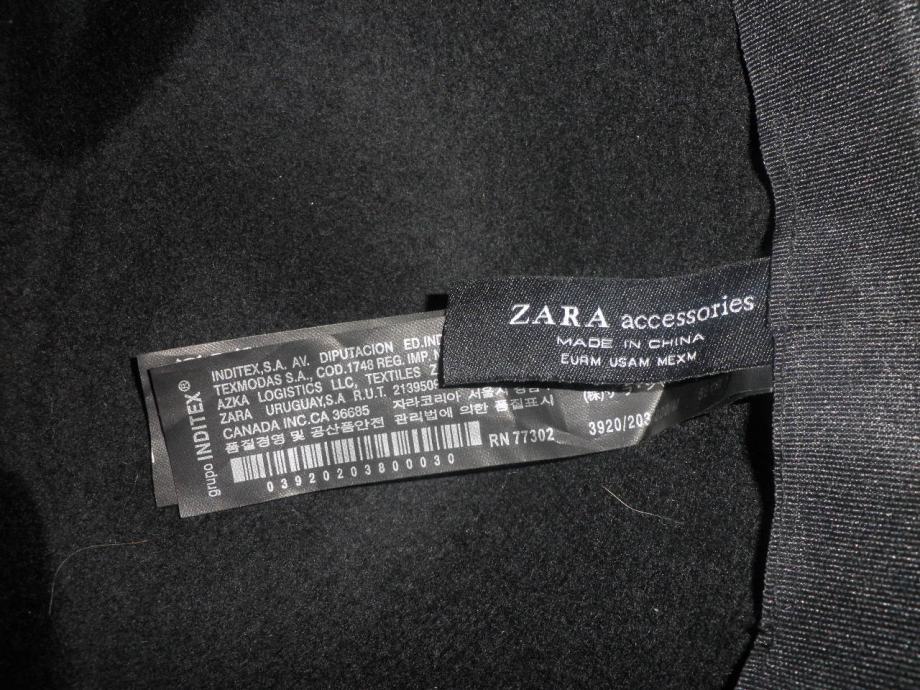 ZARA accessories
MADE IN CHINA
EURM USAM MEXM
grupo INDITEX®
INDITEX,S.A. AV. DIPUTACION ED.IND
TEXMODAS S.A., COD.1748 REG. IMP.
AZKA LOGISTICS LLC, TEXTILES
ZARA URUGUAY.S.A R.U.T. 2139509
CANADA INC.CA 36685 자라코리아 서울시
품질경영 및 공산품안전 관리법에 의한 품질표시
RN 77302 3920/203
03920203800030